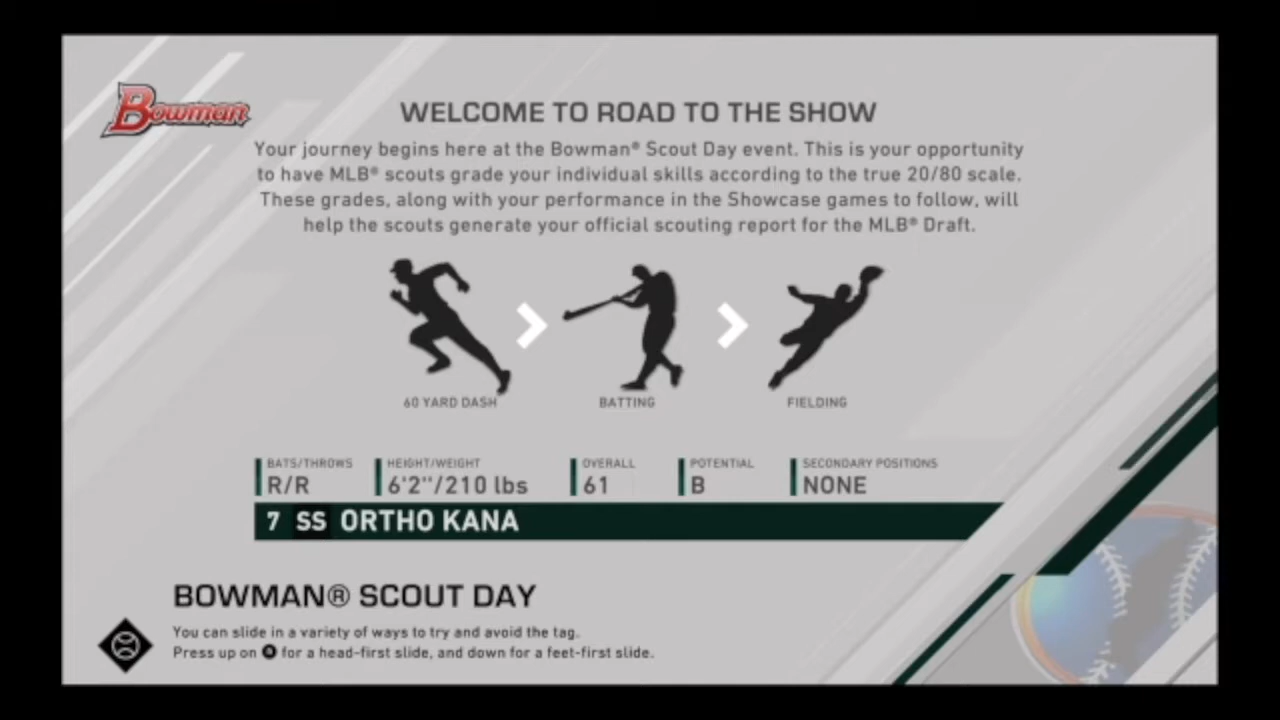 Bowman
WELCOME TO ROAD TO THE SHOW
Your journey begins here at the Bowman® Scout Day event. This is your opportunity
to have MLB® scouts grade your individual skills according to the true 20/80 scale.
These grades, along with your performance in the Showcase games to follow, will
help the scouts generate your official scouting report for the MLB® Draft.
60 YARD DASH
BATTING
FIELDING
BATS/THROWS
R/R
HEIGHT/WEIGHT
6'2"/210 lbs
OVERALL
61
POTENTIAL
B
SECONDARY POSITIONS
NONE
7 SS ORTHO KANA
BOWMAN® SCOUT DAY
You can slide in a variety of ways to try and avoid the tag.
Press up on R for a head-first slide, and down for a feet-first slide.